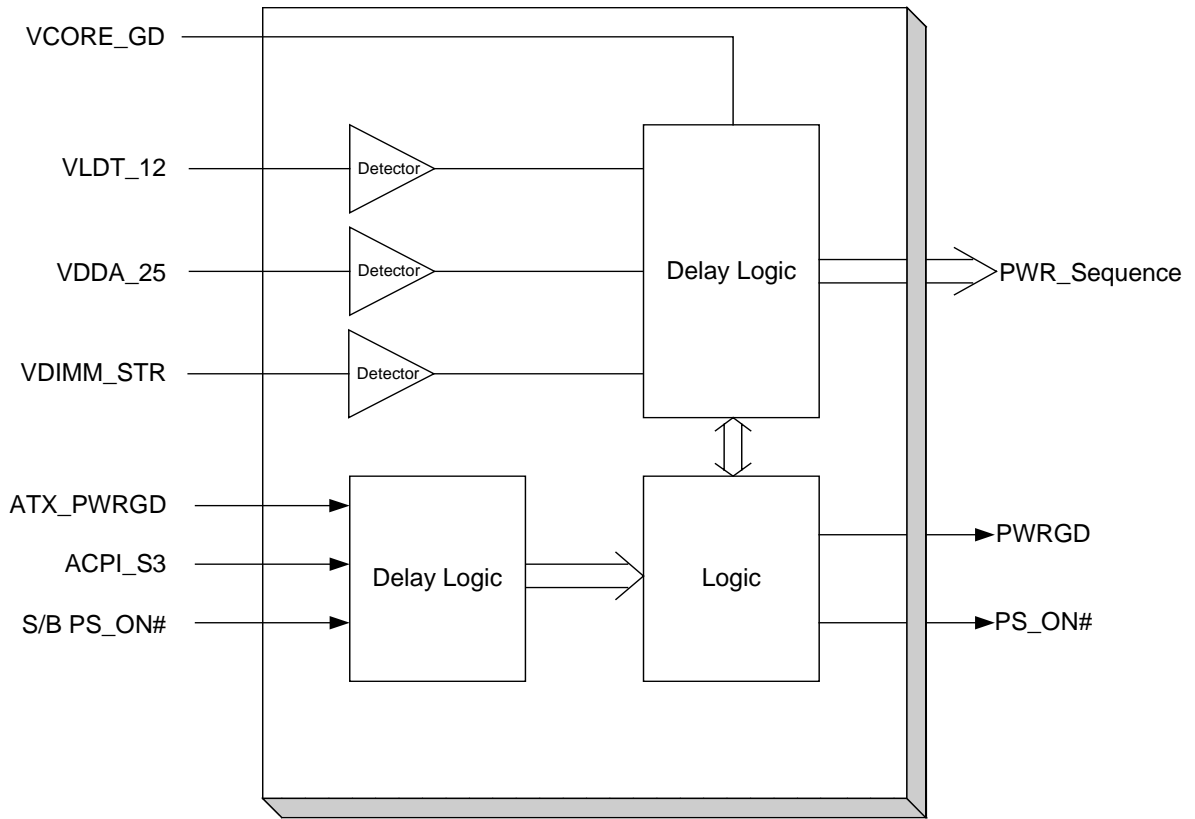 VCORE_GD
VLDT_12
Detector
VDDA_25
Detector
Delay Logic
PWR_Sequence
VDIMM_STR
Detector
ATX_PWRGD
ACPI_S3
S/B PS_ON#
Delay Logic
Logic
PWRGD
PS_ON#